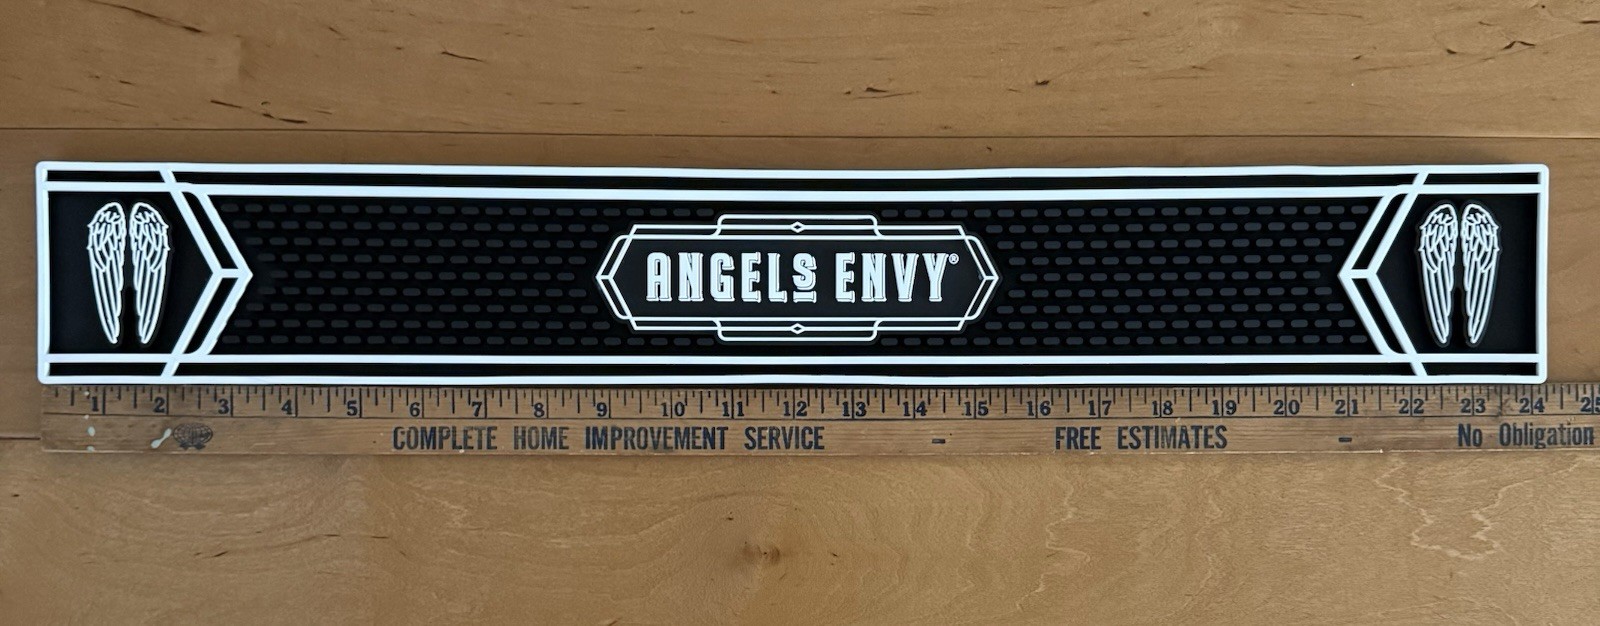 ANGELS ENVY®
1 2 3 4 5 6 7 8 9 10 11 12 13 14 15 16 17 18 19 20 21 22 23 24 25
COMPLETE HOME IMPROVEMENT SERVICE - FREE ESTIMATES - No Obligation